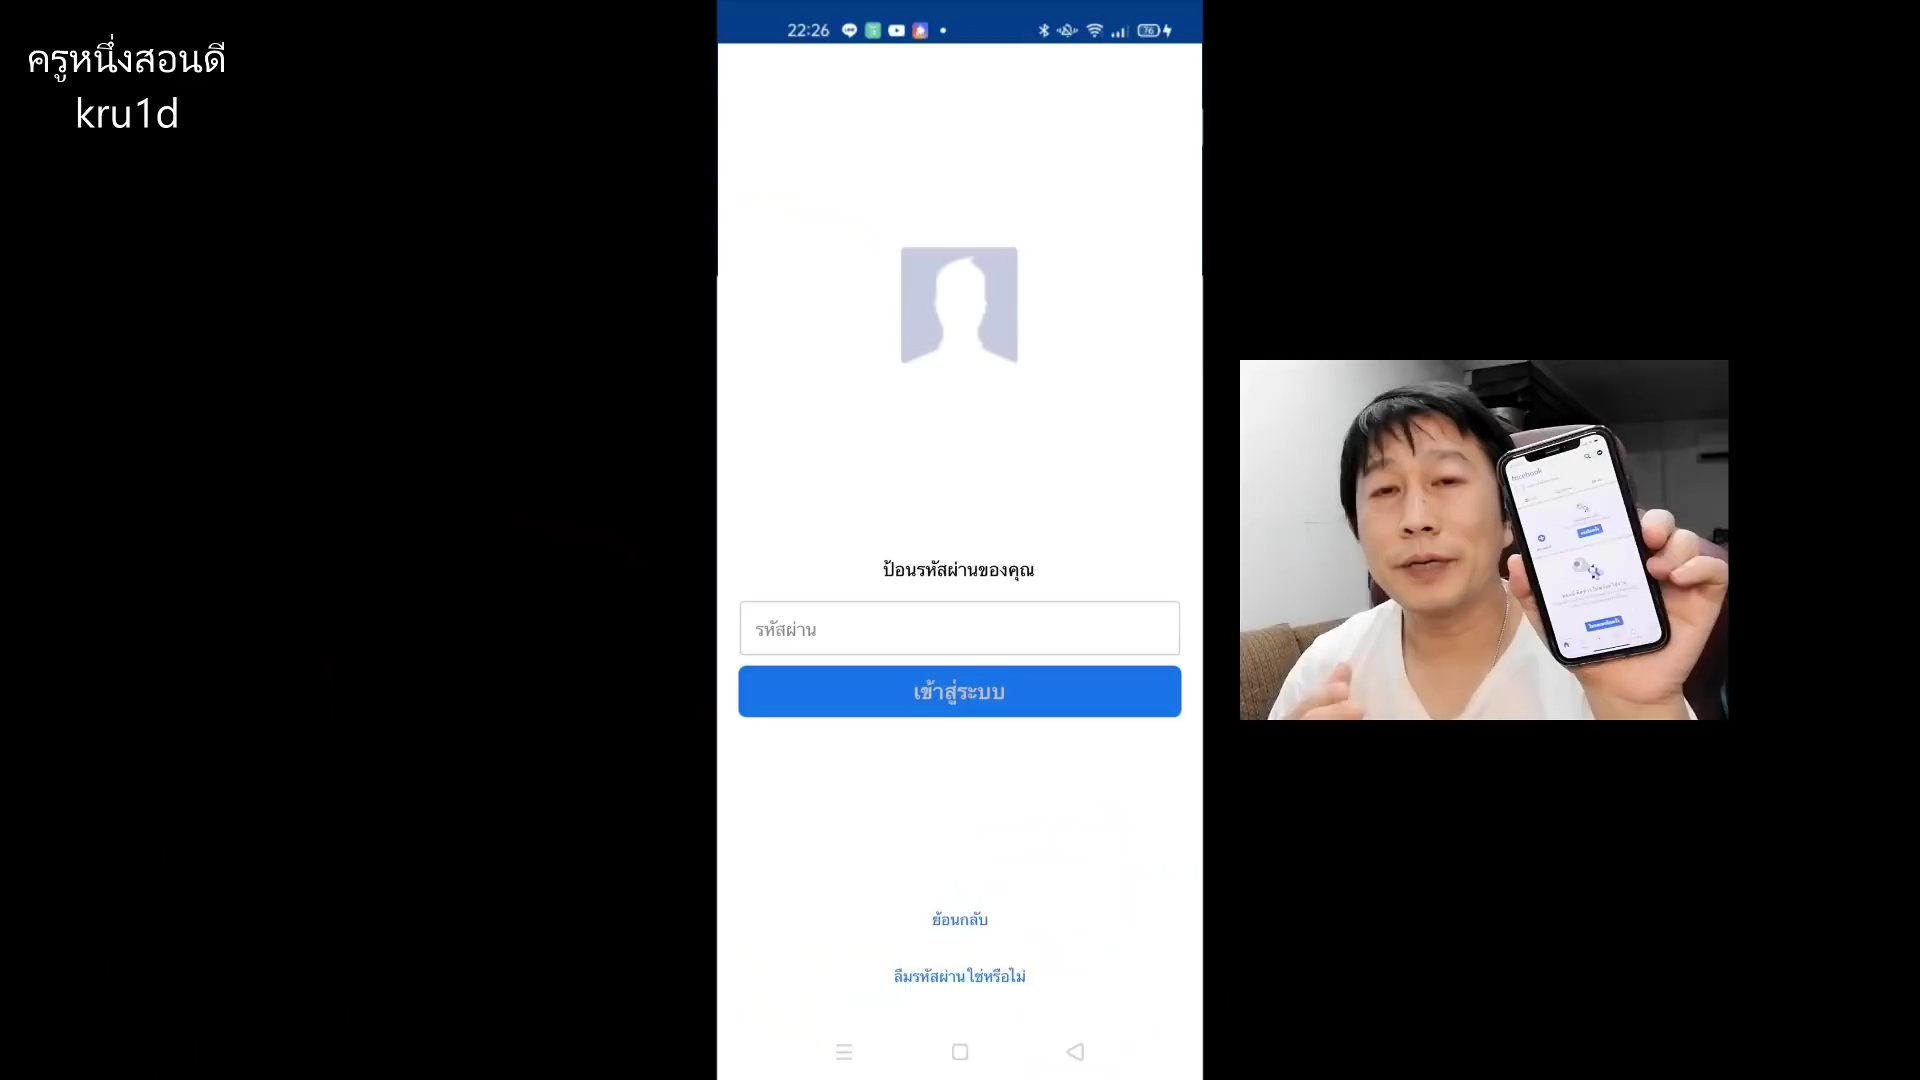 ครูหนึ่งสอนดี
kru1d
22:26
76
ป้อนรหัสผ่านของคุณ
รหัสผ่าน
เข้าสู่ระบบ
ย้อนกลับ
ลืมรหัสผ่าน ใช่หรือไม่
facebook